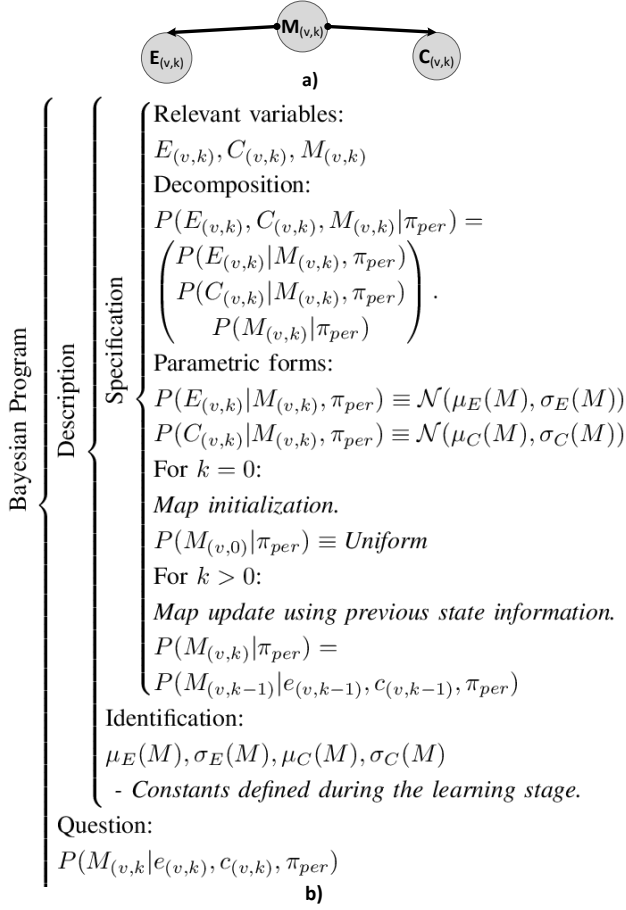 M(v,k)
E(v,k)
C(v,k)
a)
Bayesian Program
Description
Specification
Relevant variables:
E(v,k), C(v,k), M(v,k)
Decomposition:
P(E(v,k), C(v,k), M(v,k)|πper) =
(P(E(v,k)|M(v,k), πper)
P(C(v,k)|M(v,k), πper)
P(M(v,k)|πper)) .
Parametric forms:
P(E(v,k)|M(v,k), πper) ≡ N(μE(M), σE(M))
P(C(v,k)|M(v,k), πper) ≡ N(μC(M), σC(M))
For k = 0:
Map initialization.
P(M(v,0)|πper) ≡ Uniform
For k > 0:
Map update using previous state information.
P(M(v,k)|πper) =
P(M(v,k−1)|e(v,k−1), c(v,k−1), πper)
Identification:
μE(M), σE(M), μC(M), σC(M)
- Constants defined during the learning stage.
Question:
P(M(v,k|e(v,k), c(v,k), πper)
b)